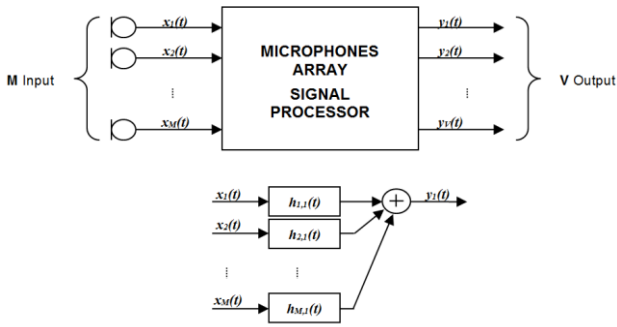 x1(t)
x2(t)
⋮
xM(t)
M Input
MICROPHONES
ARRAY
SIGNAL
PROCESSOR
y1(t)
y2(t)
⋮
yV(t)
V Output
x1(t)
h1,1(t)
+
y1(t)
x2(t)
h2,1(t)
⋮
⋮
xM(t)
hM,1(t)